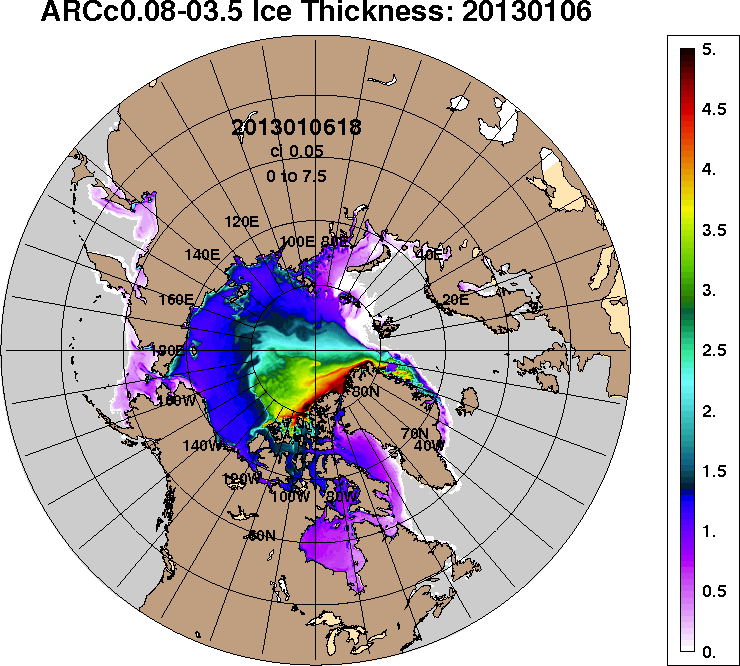 ARCc0.08-03.5 Ice Thickness: 20130106
2013010618
ci 0.05
0 to 7.5
120E
100E 80E
140E
40E
160E
20E
180E
160W
80N
140W
70N
40W
120W
100W
80W
60N
5.
4.5
4.
3.5
3.
2.5
2.
1.5
1.
0.5
0.